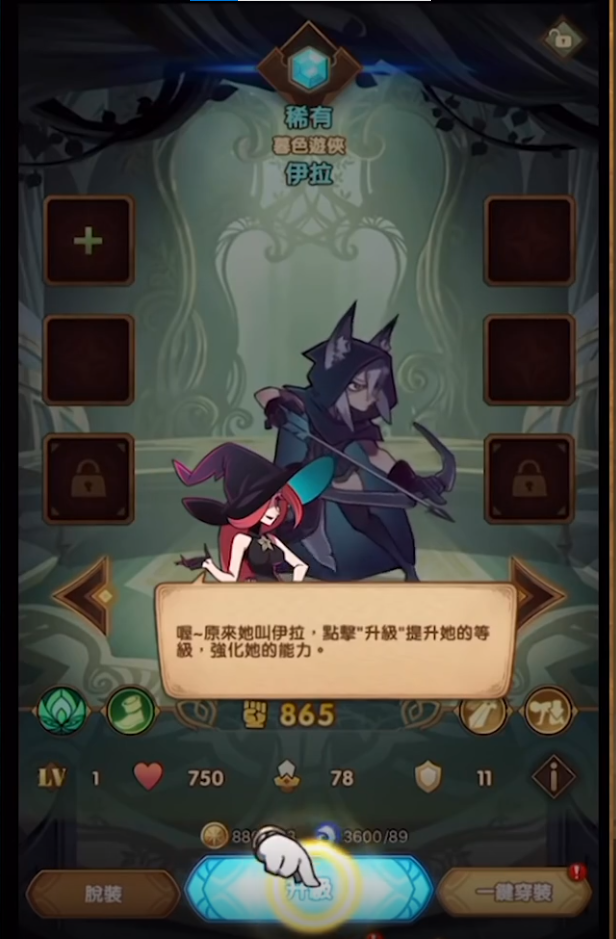 稀有
暮色遊俠
伊拉
喔~原來她叫伊拉，點擊"升級"提升她的等
級，強化她的能力。
865
LV 1 750 78 11
3600/89
脫裝
升級
一鍵穿裝